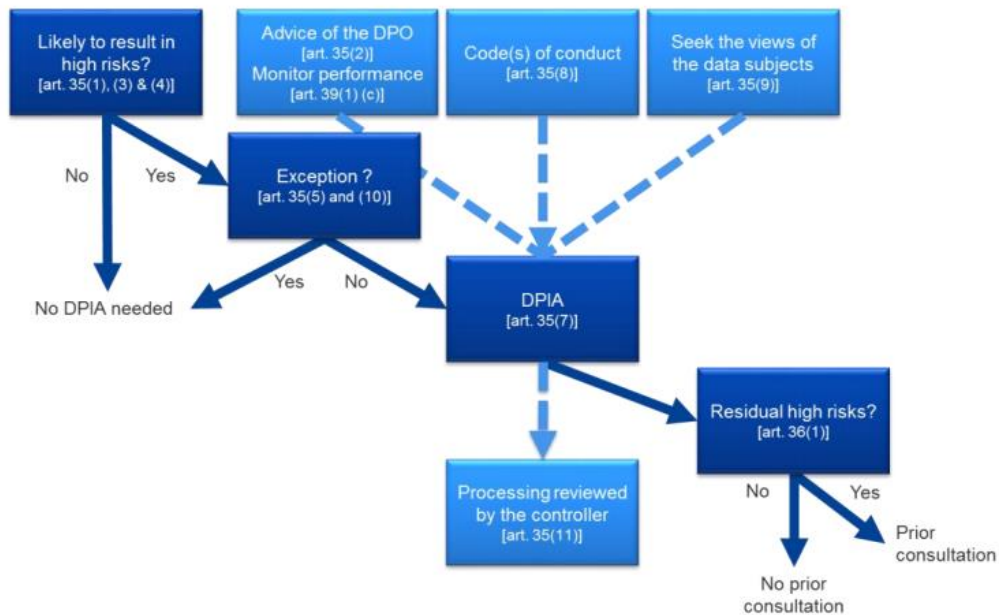 Likely to result in
high risks?
[art. 35(1), (3) & (4)]
Advice of the DPO
[art. 35(2)]
Monitor performance
[art. 39(1) (c)]
Code(s) of conduct
[art. 35(8)]
Seek the views of
the data subjects
[art. 35(9)]
No
Yes
Exception ?
[art. 35(5) and (10)]
Yes
No
No DPIA needed
DPIA
[art. 35(7)]
Residual high risks?
[art. 36(1)]
Processing reviewed
by the controller
[art. 35(11)]
No
Yes
Prior
consultation
No prior
consultation